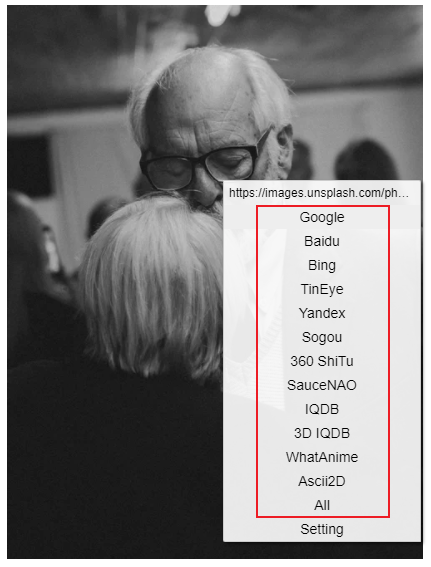 https://images.unsplash.com/ph…
Google
Baidu
Bing
TinEye
Yandex
Sogou
360 ShiTu
SauceNAO
IQDB
3D IQDB
WhatAnime
Ascii2D
All
Setting